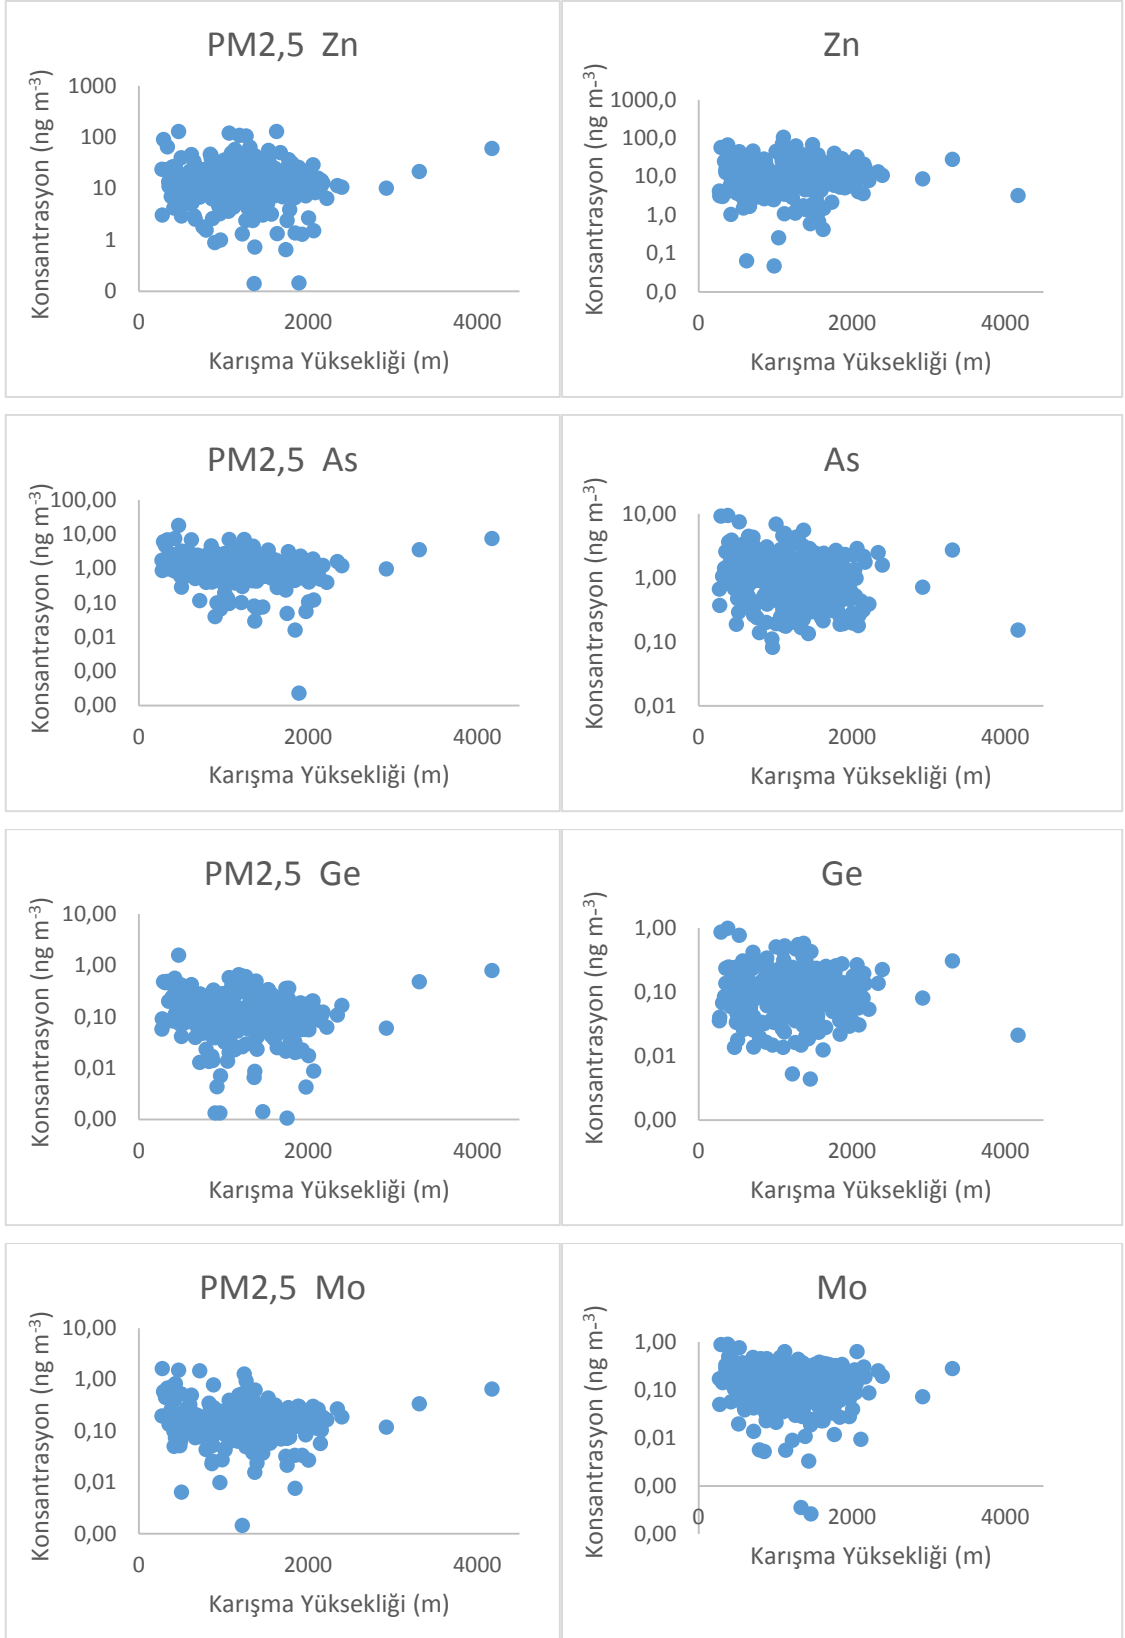 PM2,5 Zn
Konsantrasyon (ng m-3)
1000
100
10
1
0
0 2000 4000
Karışma Yüksekliği (m)
Zn
Konsantrasyon (ng m-3)
1000,0
100,0
10,0
1,0
0,1
0,0
0 2000 4000
Karışma Yüksekliği (m)
PM2,5 As
Konsantrasyon (ng m-3)
100,00
10,00
1,00
0,10
0,01
0,00
0,00
0 2000 4000
Karışma Yüksekliği (m)
As
Konsantrasyon (ng m-3)
10,00
1,00
0,10
0,01
0 2000 4000
Karışma Yüksekliği (m)
PM2,5 Ge
Konsantrasyon (ng m-3)
10,00
1,00
0,10
0,01
0,00
0 2000 4000
Karışma Yüksekliği (m)
Ge
Konsantrasyon (ng m-3)
1,00
0,10
0,01
0,00
0 2000 4000
Karışma Yüksekliği (m)
PM2,5 Mo
Konsantrasyon (ng m-3)
10,00
1,00
0,10
0,01
0,00
0 2000 4000
Karışma Yüksekliği (m)
Mo
Konsantrasyon (ng m-3)
1,00
0,10
0,01
0,00
0,00
0 2000 4000
Karışma Yüksekliği (m)